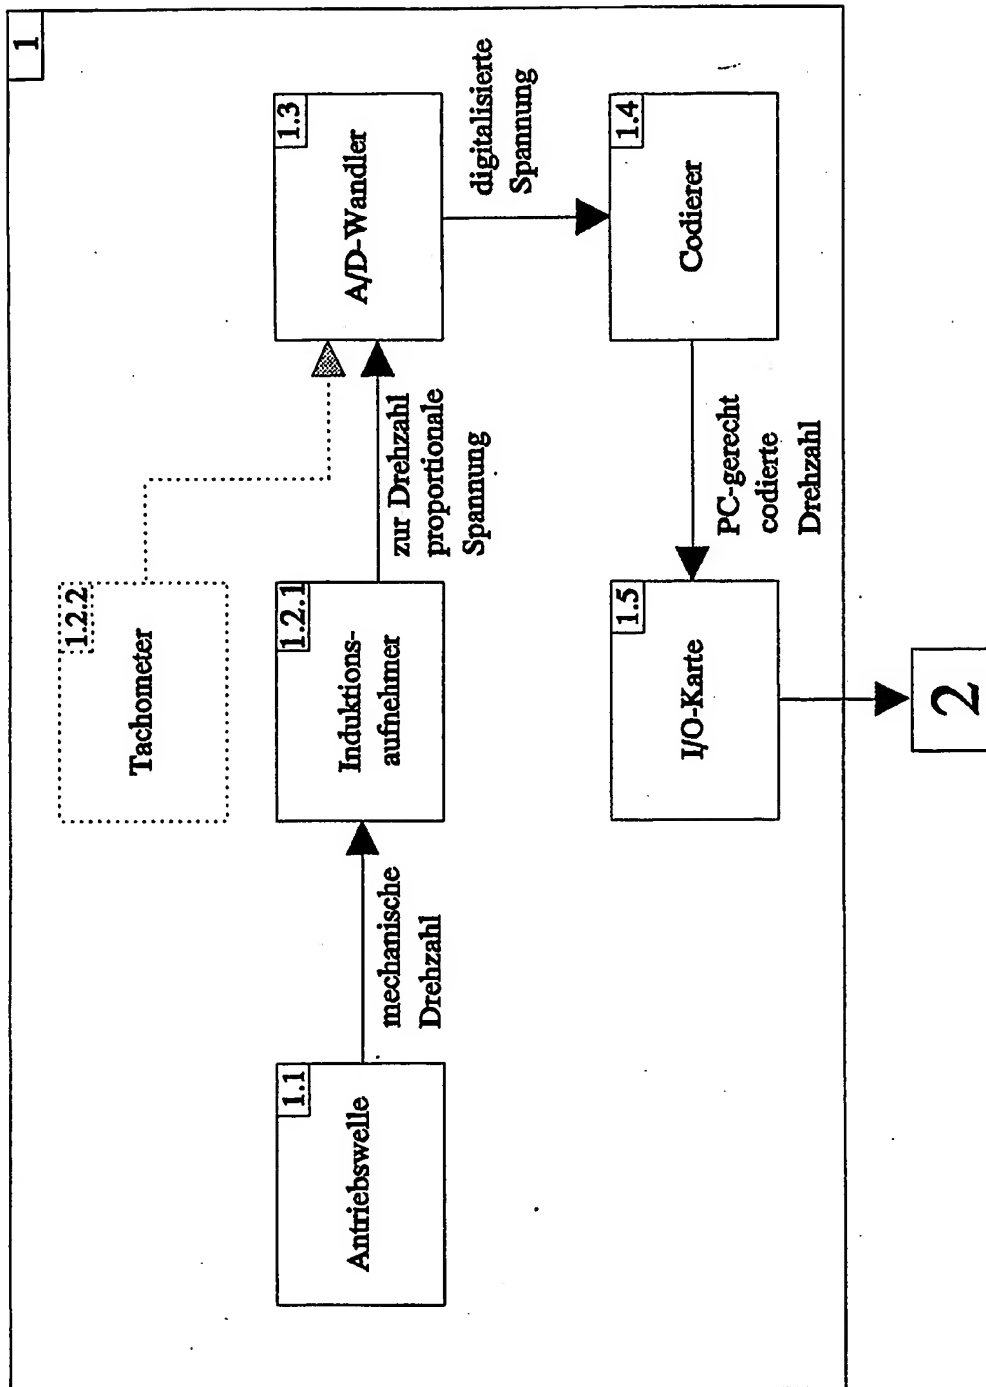 1
1.2.2
Tachometer
1.1
Antriebswelle
mechanische
Drehzahl
1.2.1
Induktions-
aufnehmer
zur Drehzahl
proportionale
Spannung
1.3
A/D-Wandler
digitalisierte
Spannung
1.4
Codierer
PC-gerecht
codierte
Drehzahl
1.5
I/O-Karte
2